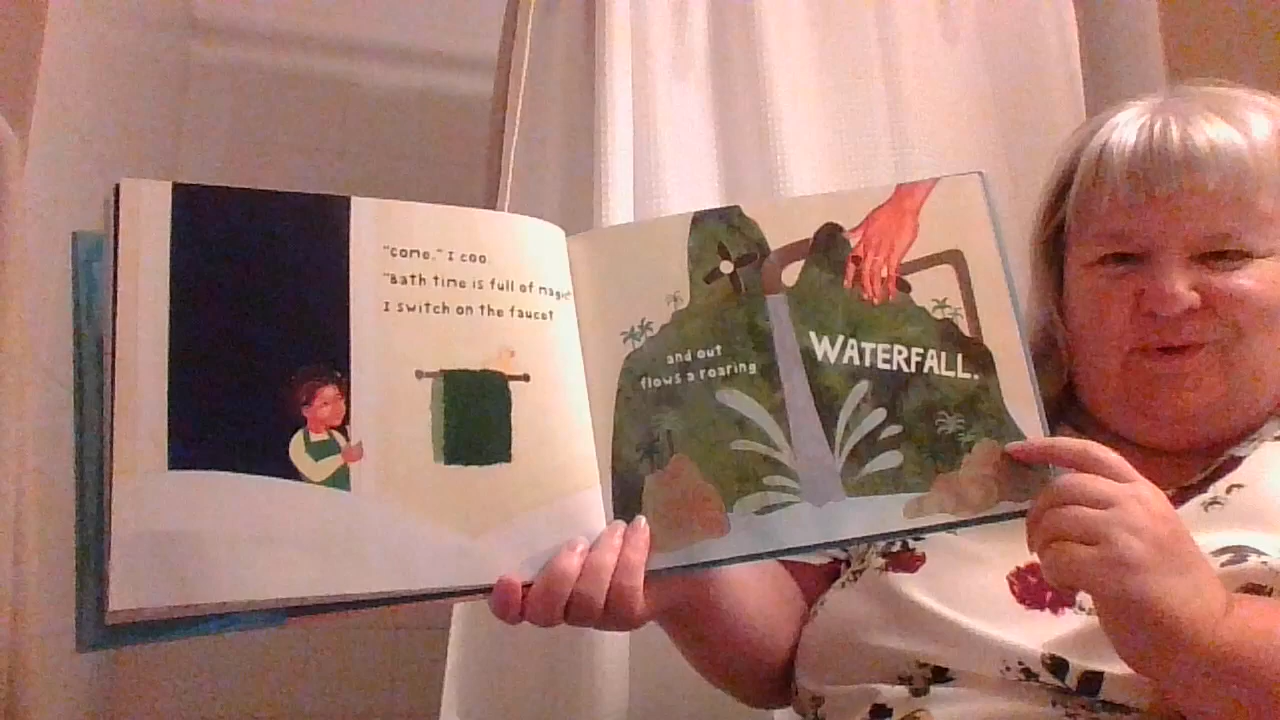 "Come," I coo.
"Bath time is full of magic."
I switch on the faucet
and out
flows a roaring
WATERFALL.